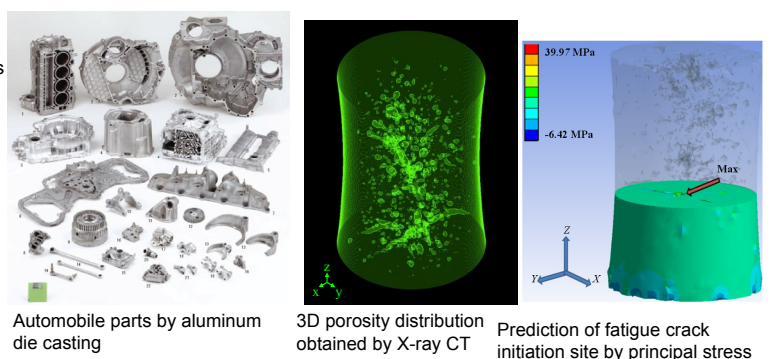 s
39.97 MPa
-6.42 MPa
Max
Z
Y
X
z
x y
Automobile parts by aluminum
die casting
3D porosity distribution
obtained by X-ray CT
Prediction of fatigue crack
initiation site by principal stress